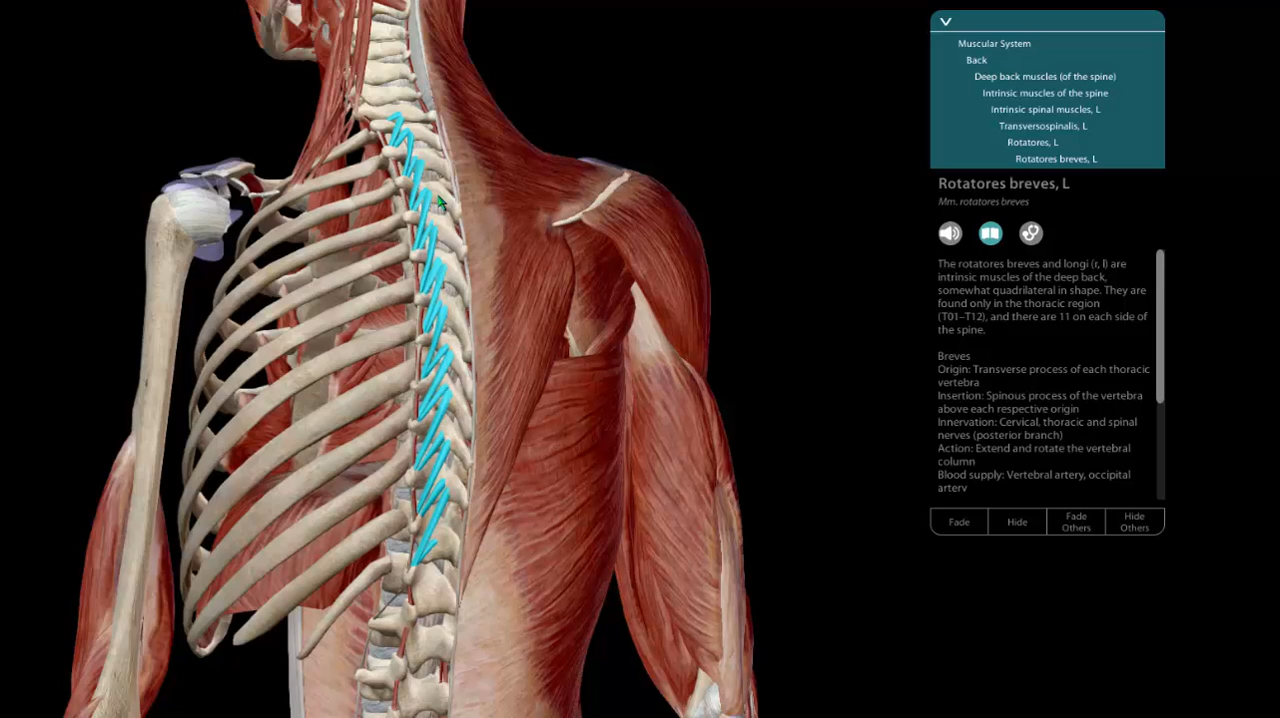 Muscular System
Back
Deep back muscles (of the spine)
Intrinsic muscles of the spine
Intrinsic spinal muscles, L
Transversospinalis, L
Rotatores, L
Rotatores breves, L
Rotatores breves, L
Mm. rotatores breves
The rotatores breves and longi (r, l) are
intrinsic muscles of the deep back,
somewhat quadrilateral in shape. They are
found only in the thoracic region
(T01–T12), and there are 11 on each side of
the spine.
Breves
Origin: Transverse process of each thoracic
vertebra
Insertion: Spinous process of the vertebra
above each respective origin
Innervation: Cervical, thoracic and spinal
nerves (posterior branch)
Action: Extend and rotate the vertebral
column
Blood supply: Vertebral artery, occipital
artery
Fade
Hide
Fade Others
Hide Others